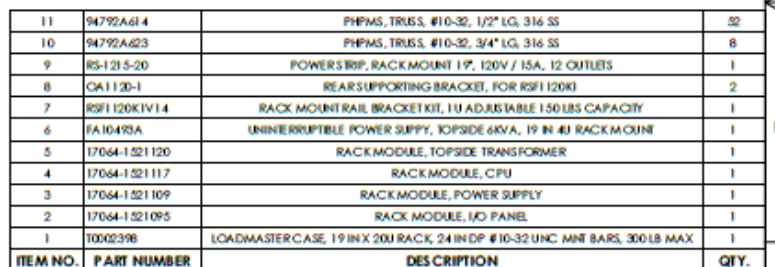 11 94792A614 PHPMS, TRUSS, #10-32, 1/2" LG, 316 SS 52
10 94792A623 PHPMS, TRUSS, #10-32, 3/4" LG, 316 SS 8
9 RS-1215-20 POWER STRIP, RACK MOUNT 19", 120V / 15A, 12 OUTLETS 1
8 OA1120-1 REAR SUPPORTING BRACKET, FOR RSF1120KI 2
7 RSF1120KIV14 RACK MOUNT RAIL BRACKET KIT, 1U ADJUSTABLE 150 LBS CAPACITY 1
6 FA10493A UNINTERRUPTIBLE POWER SUPPY, TOPSIDE 6KVA, 19 IN 4U RACK MOUNT 1
5 17064-1521120 RACK MODULE, TOPSIDE TRANSFORMER 1
4 17064-1521117 RACK MODULE, CPU 1
3 17064-1521109 RACK MODULE, POWER SUPPLY 1
2 17064-1521095 RACK MODULE, I/O PANEL 1
1 T0002398 LOADMASTER CASE, 19 IN X 20U RACK, 24 IN DP #10-32 UNC MNT BARS, 300 LB MAX 1
ITEM NO. PART NUMBER DESCRIPTION QTY.